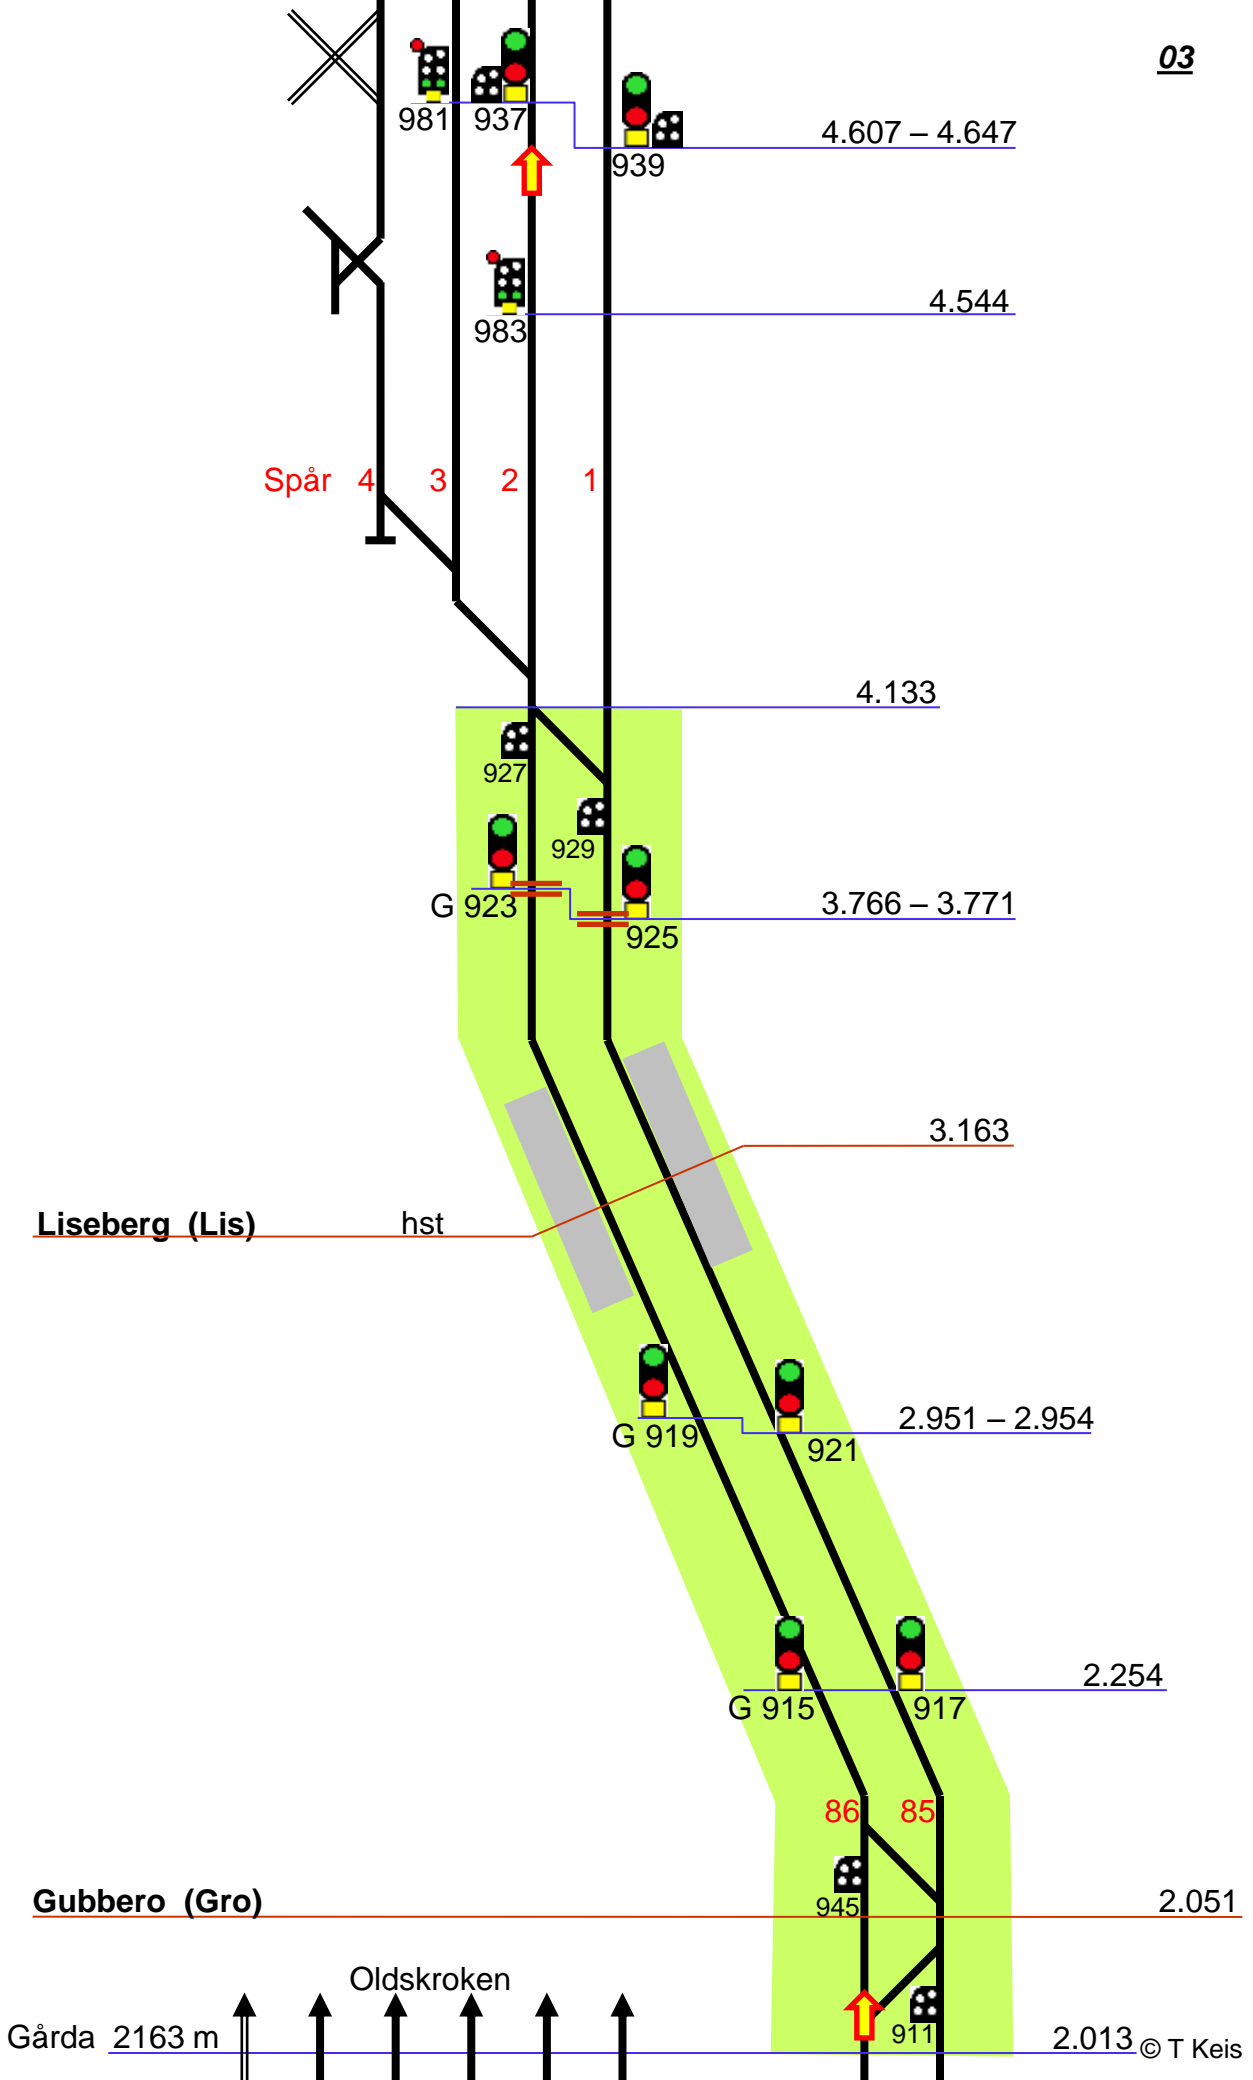 03
981 937
939 4.607 – 4.647
983 4.544
Spår 4 3 2 1
4.133
927
929
G 923 3.766 – 3.771
925
3.163
Liseberg (Lis) hst
G 919 2.951 – 2.954
921
2.254
G 915 917
86 85
945
Gubbero (Gro) 2.051
Oldskroken
Gårda 2163 m 911 2.013 © T Keis